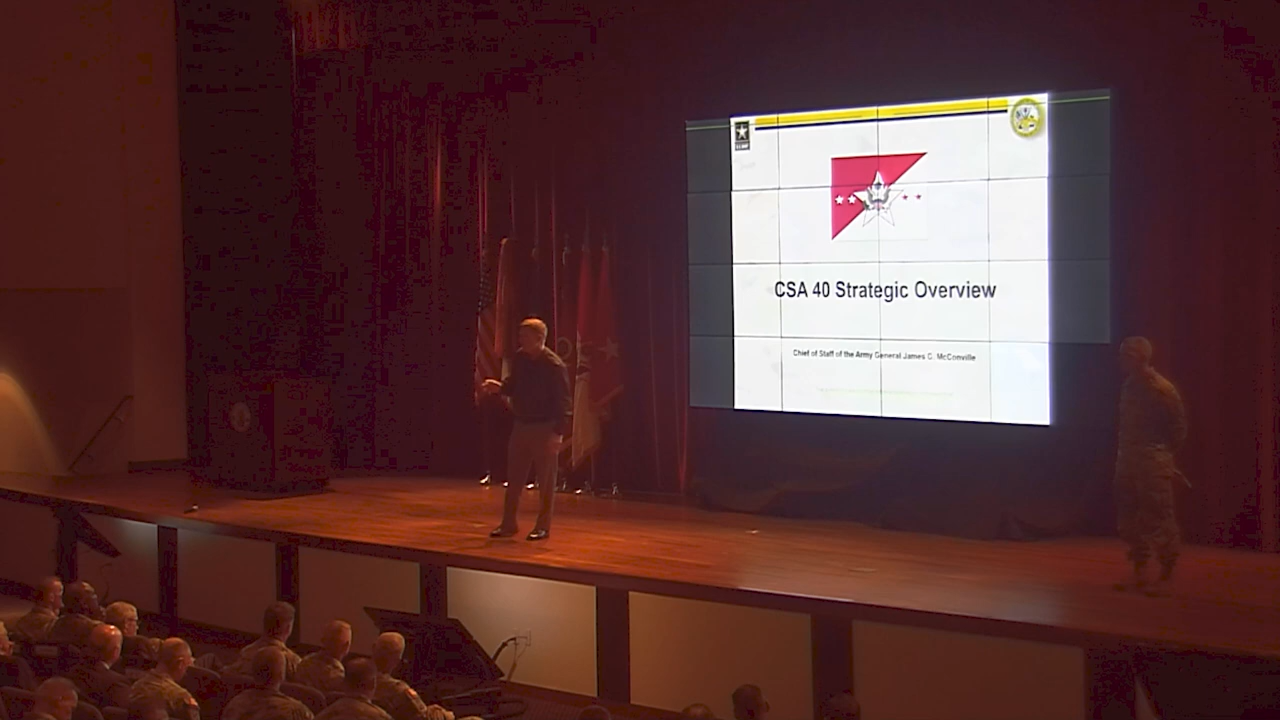 CSA 40 Strategic Overview
Chief of Staff of the Army General James C. McConville